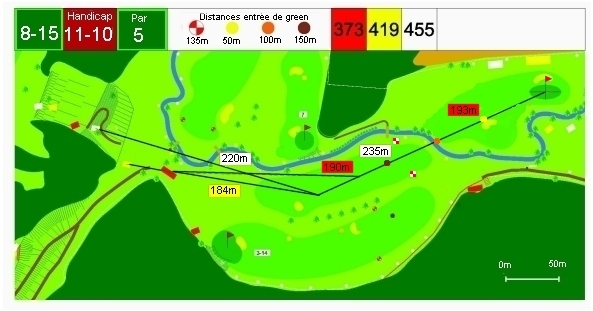 8-15
Handicap
11-10
Par
5
Distances entrée de green
135m 50m 100m 150m
373 419 455
193m
7
220m
235m
190m
184m
3-14
0m 50m